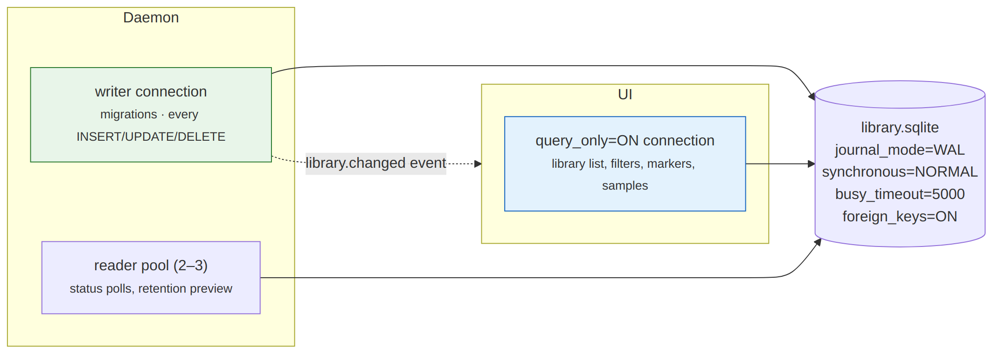 Daemon
writer connection
migrations · every
INSERT/UPDATE/DELETE
library.changed event
reader pool (2–3)
status polls, retention preview
UI
query_only=ON connection
library list, filters, markers,
samples
library.sqlite
journal_mode=WAL
synchronous=NORMAL
busy_timeout=5000
foreign_keys=ON